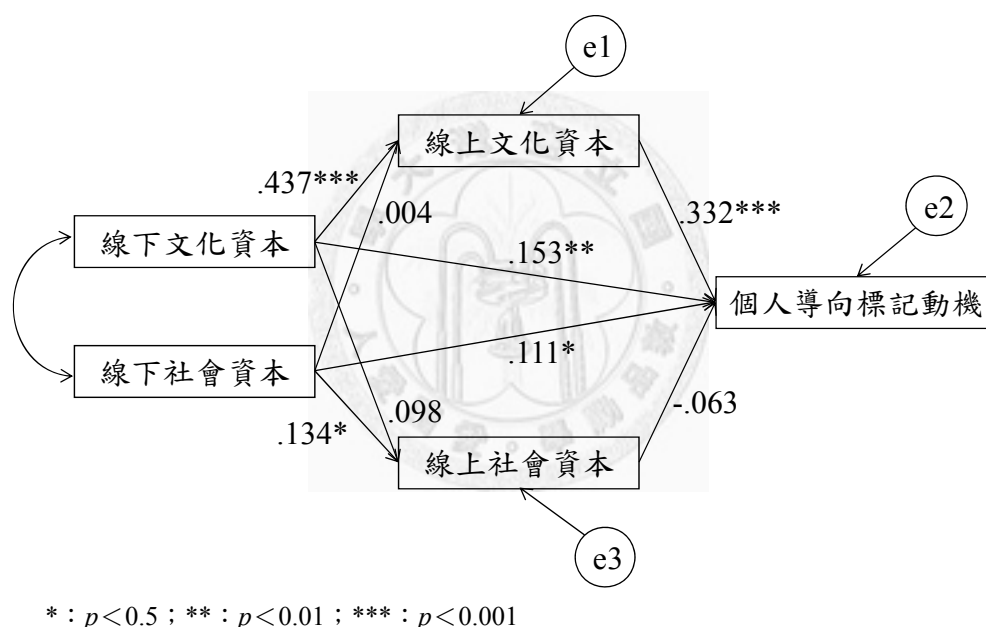 e1
線上文化資本
.437***
.004
.332***
e2
線下文化資本
.153**
個人導向標記動機
線下社會資本
.111*
.098
-.063
.134*
線上社會資本
e3
*：p＜0.5；**：p＜0.01；***：p＜0.001